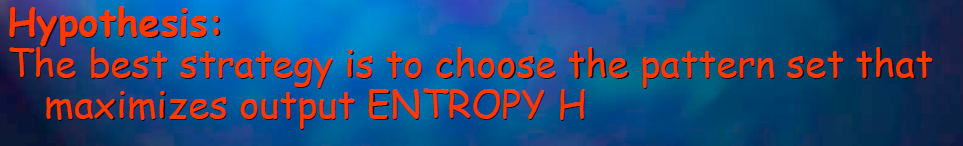 Hypothesis:
The best strategy is to choose the pattern set that
maximizes output ENTROPY H